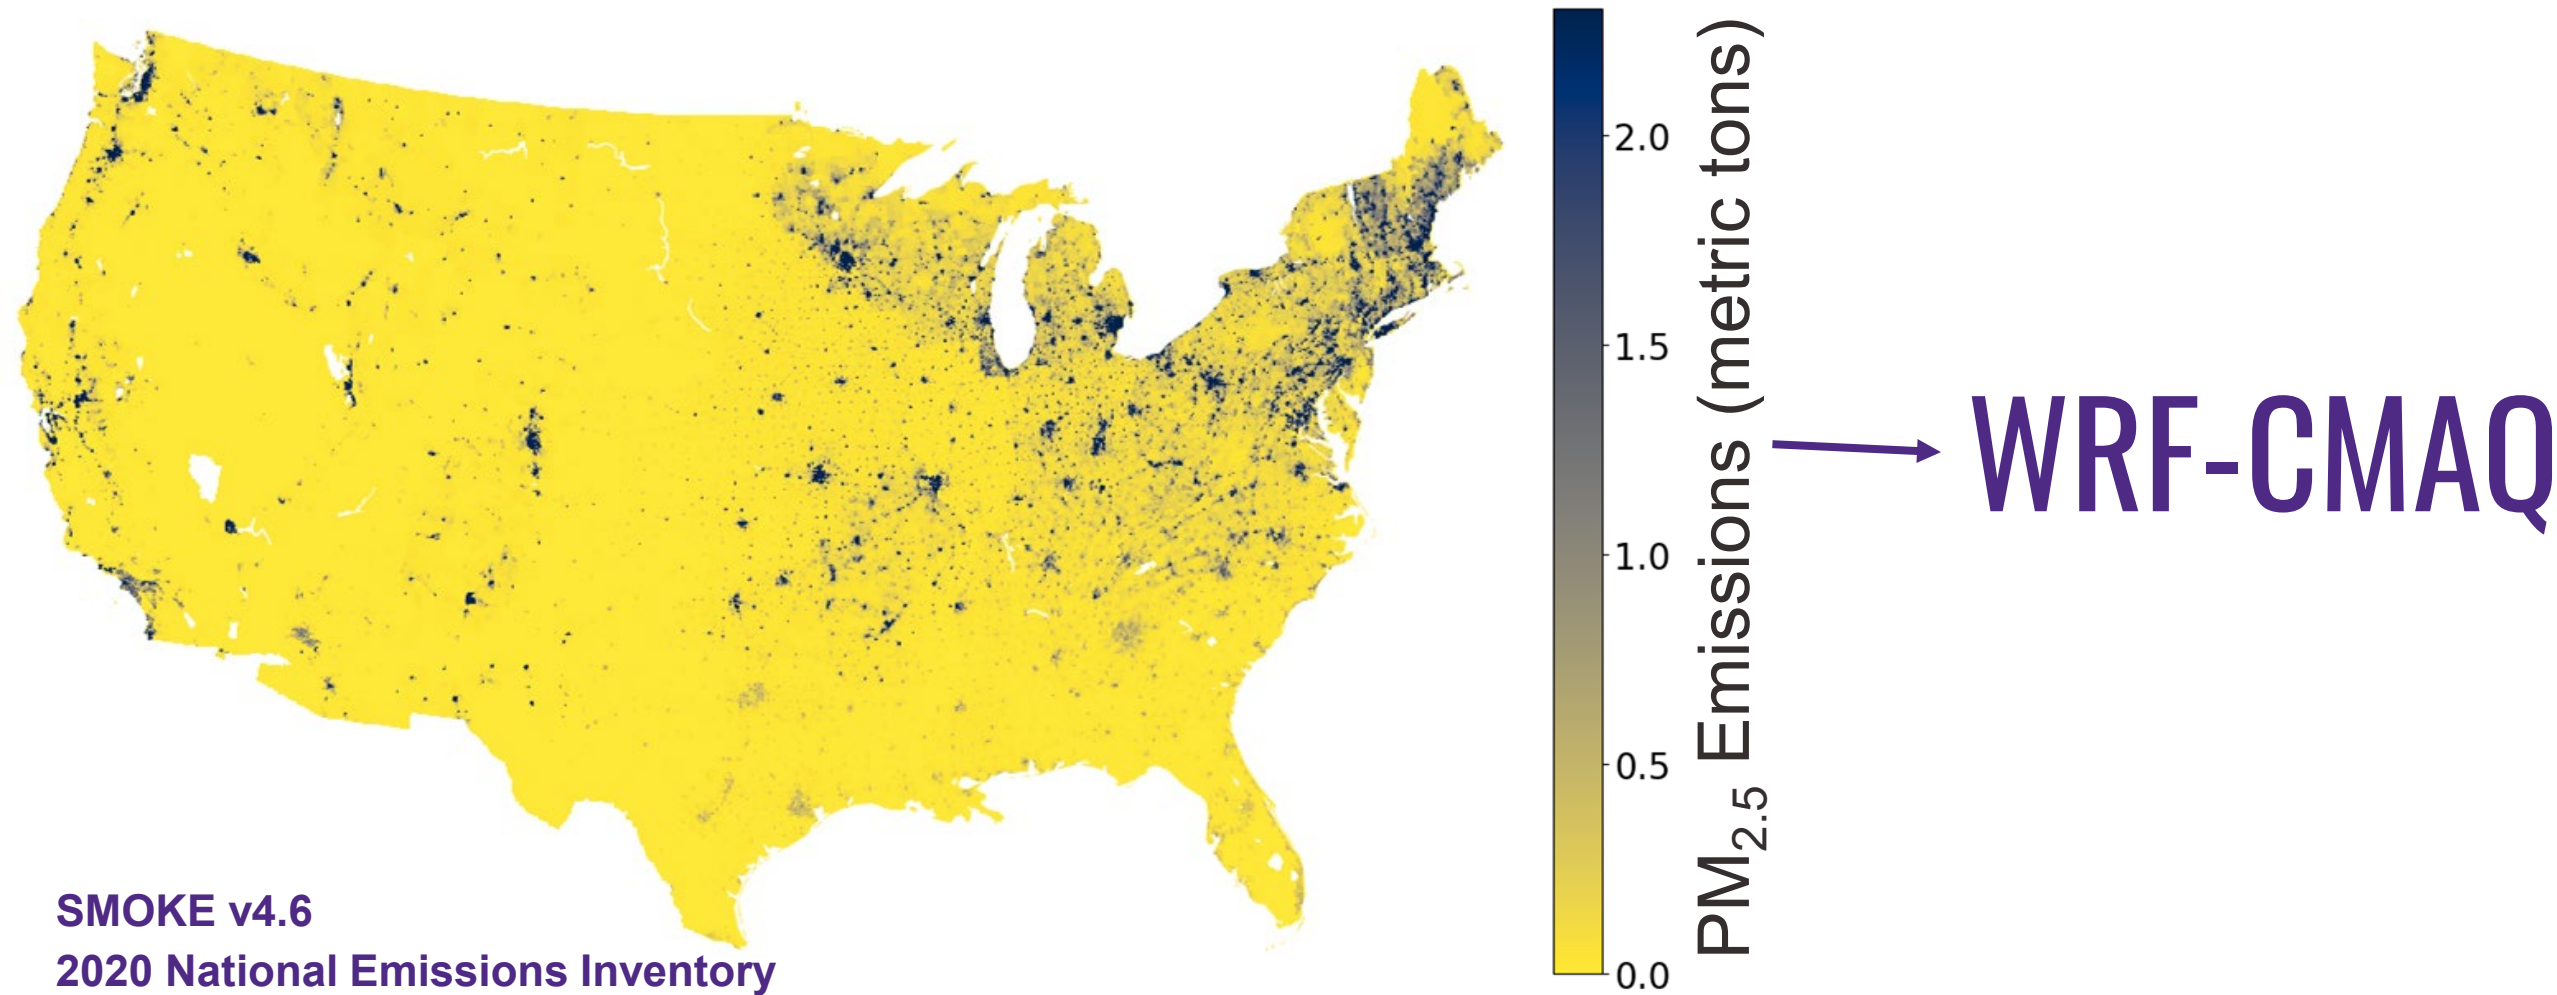 2.0
1.5
1.0
0.5
0.0
PM2.5 Emissions (metric tons)
WRF-CMAQ
SMOKE v4.6
2020 National Emissions Inventory